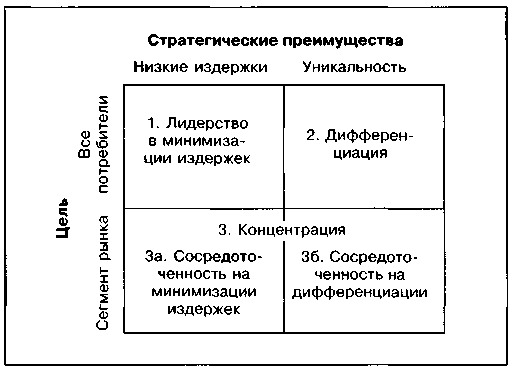 Стратегические преимущества
Низкие издержки Уникальность
Цель
Все
потребители
1. Лидерство
в минимиза-
ции издержек
2. Дифферен-
циация
Сегмент рынка
3. Концентрация
3а. Сосредото-
ченность на
минимизации
издержек
3б. Сосредото-
ченность на
дифференциации